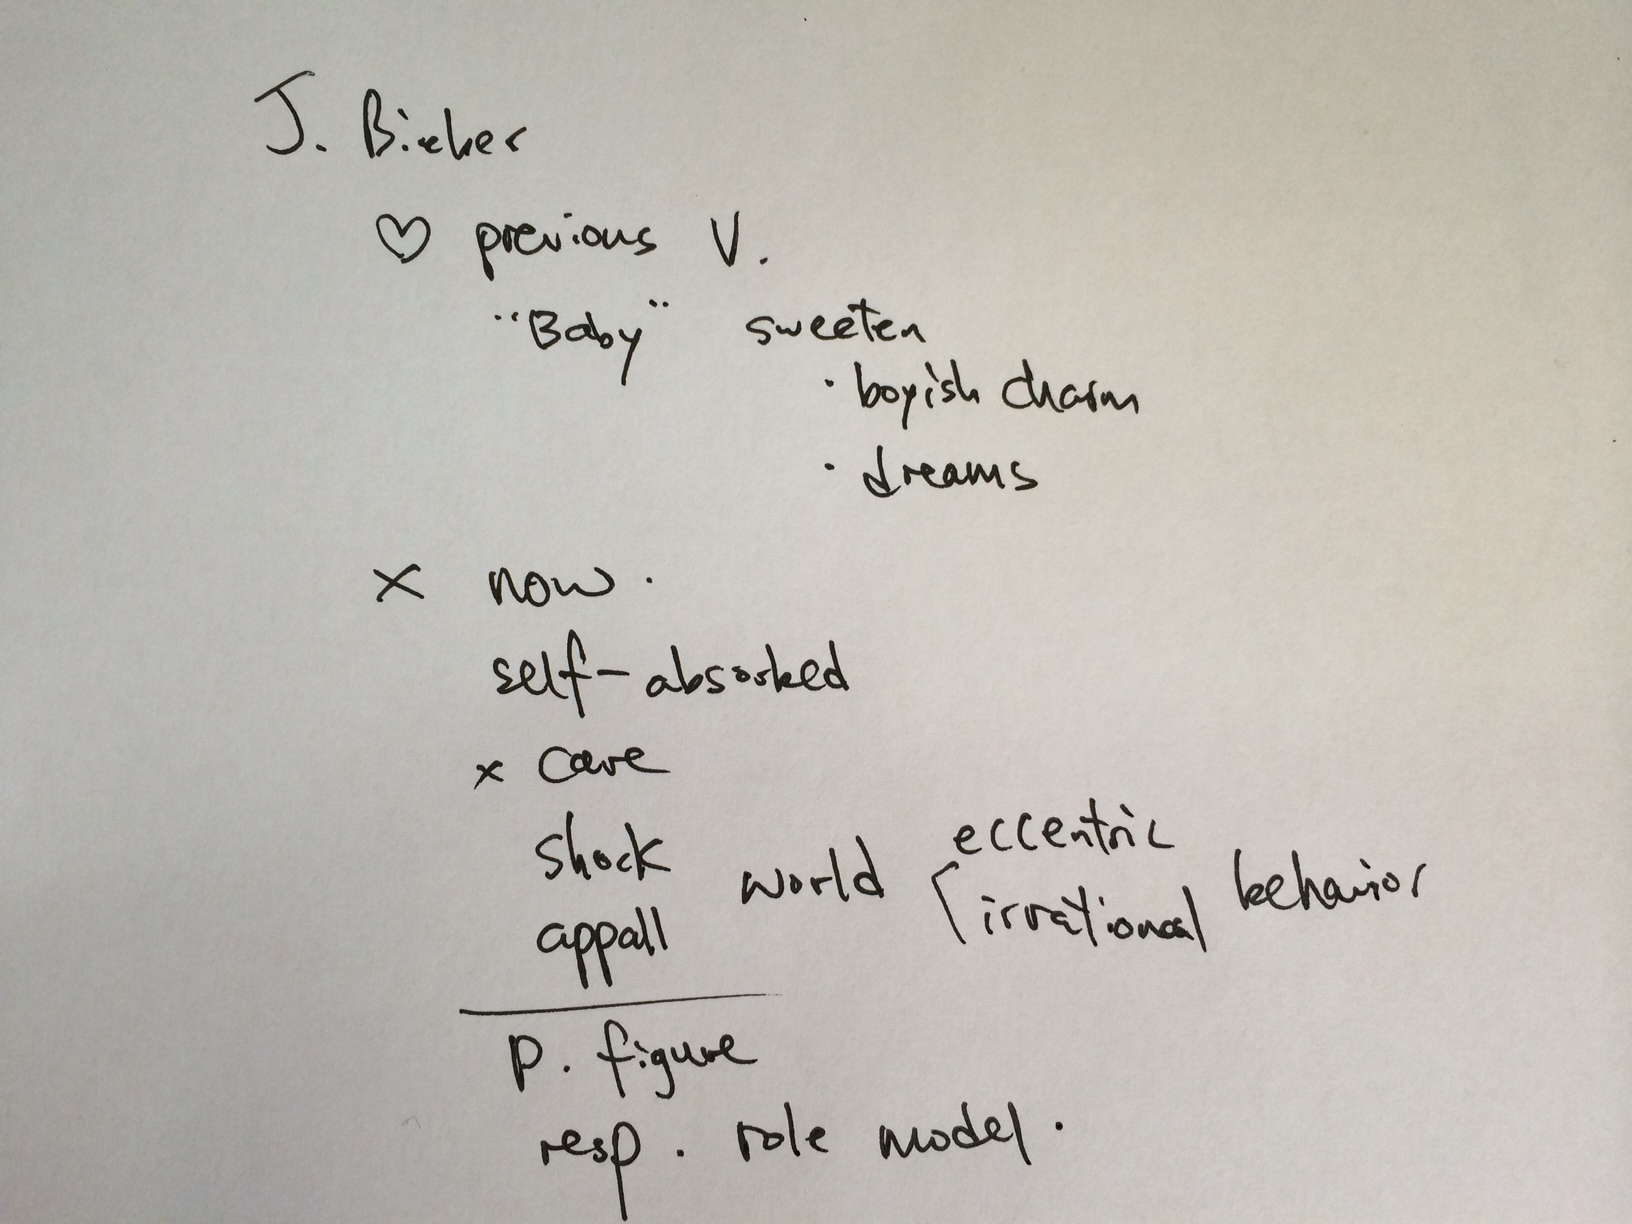 J. Bieber
♡ previous V.
"Baby" sweeten
· boyish charm
· dreams
× now.
self-absorbed
× care
shock
appall
world
eccentric
irrational
behavior
p. figure
resp. role model.